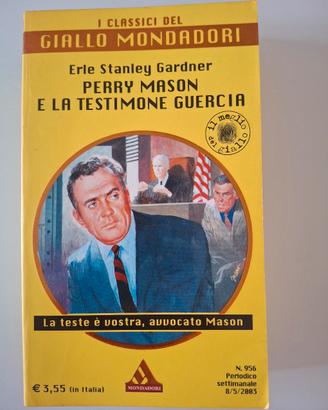 I CLASSICI DEL
GIALLO MONDADORI
Erle Stanley Gardner
PERRY MASON
E LA TESTIMONE GUERCIA
il meglio
del giallo
La teste è vostra, avvocato Mason
€ 3,55 (in Italia)
MONDADORI
N. 956
Periodico
settimanale
8/5/2003